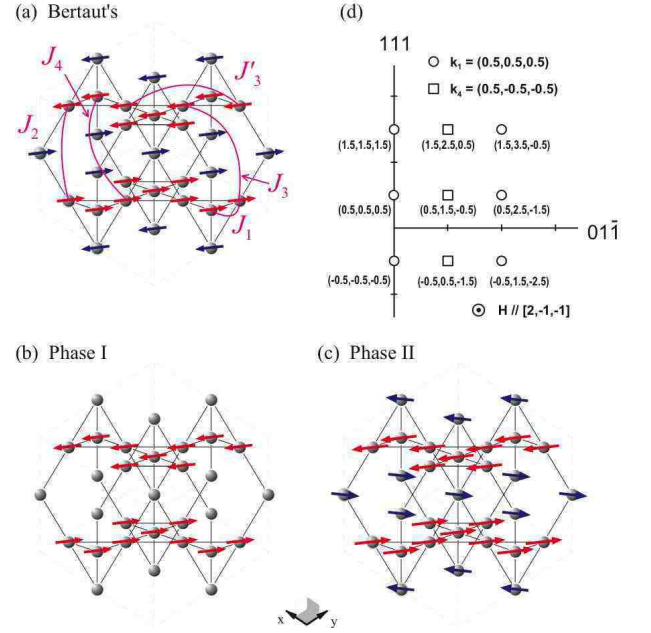 (a) Bertaut's
J₄
J′₃
J₂
J₃
J₁
(d)
111
k₁ = (0.5,0.5,0.5)
k₄ = (0.5,-0.5,-0.5)
(1.5,1.5,1.5) (1.5,2.5,0.5) (1.5,3.5,-0.5)
(0.5,0.5,0.5) (0.5,1.5,-0.5) (0.5,2.5,-1.5)
011̄
(-0.5,-0.5,-0.5) (-0.5,0.5,-1.5) (-0.5,1.5,-2.5)
H // [2,-1,-1]
(b) Phase I
(c) Phase II
x y